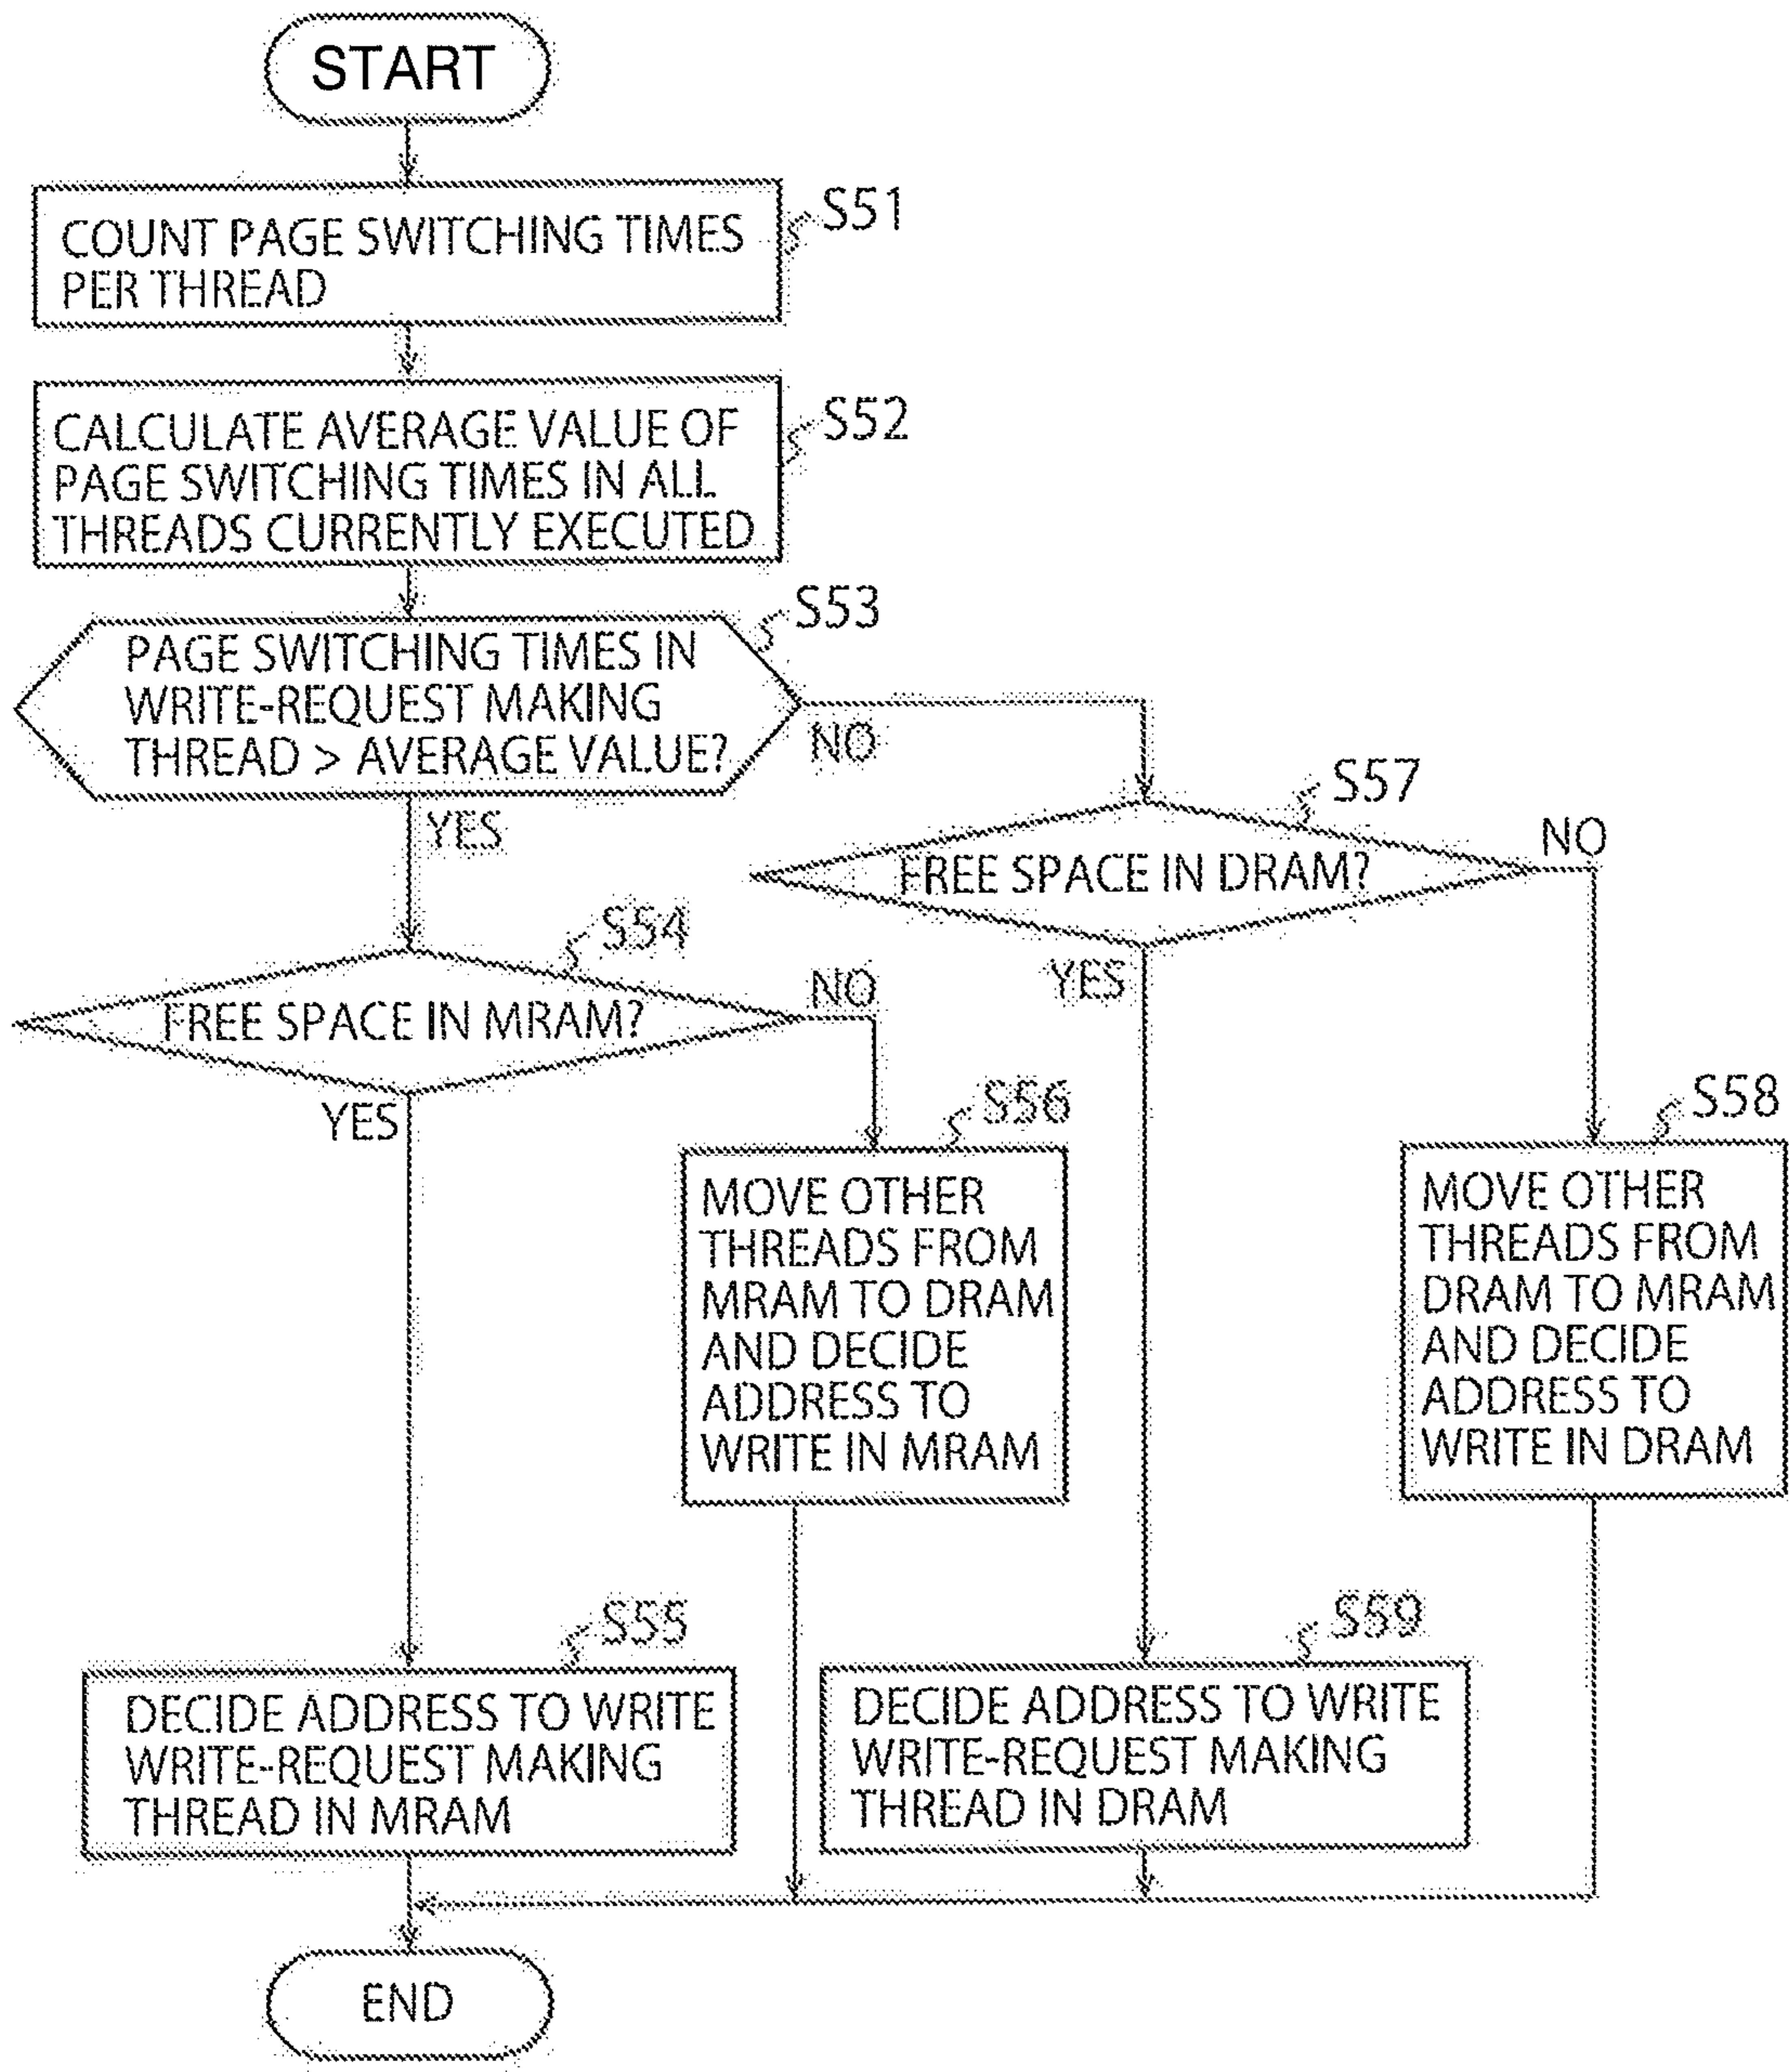 START
S51
COUNT PAGE SWITCHING TIMES
PER THREAD
S52
CALCULATE AVERAGE VALUE OF
PAGE SWITCHING TIMES IN ALL
THREADS CURRENTLY EXECUTED
S53
PAGE SWITCHING TIMES IN
WRITE-REQUEST MAKING
THREAD > AVERAGE VALUE?
NO
YES
S57
FREE SPACE IN DRAM?
NO
YES
S54
FREE SPACE IN MRAM?
NO
YES
S56
MOVE OTHER
THREADS FROM
MRAM TO DRAM
AND DECIDE
ADDRESS TO
WRITE IN MRAM
S58
MOVE OTHER
THREADS FROM
DRAM TO MRAM
AND DECIDE
ADDRESS TO
WRITE IN DRAM
S55
DECIDE ADDRESS TO WRITE
WRITE-REQUEST MAKING
THREAD IN MRAM
S59
DECIDE ADDRESS TO WRITE
WRITE-REQUEST MAKING
THREAD IN DRAM
END